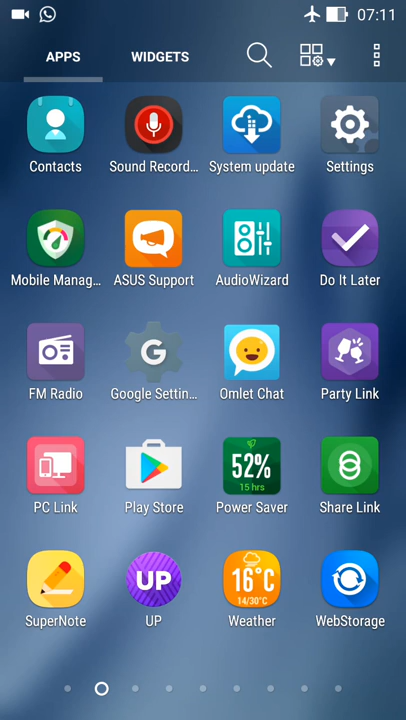 07:11
APPS
WIDGETS
Contacts
Sound Record...
System update
Settings
Mobile Manag...
ASUS Support
AudioWizard
Do It Later
FM Radio
G
Google Settin...
Omlet Chat
Party Link
52%
15 hrs
PC Link
Play Store
Power Saver
Share Link
UP
16°C
14/30°C
SuperNote
UP
Weather
WebStorage